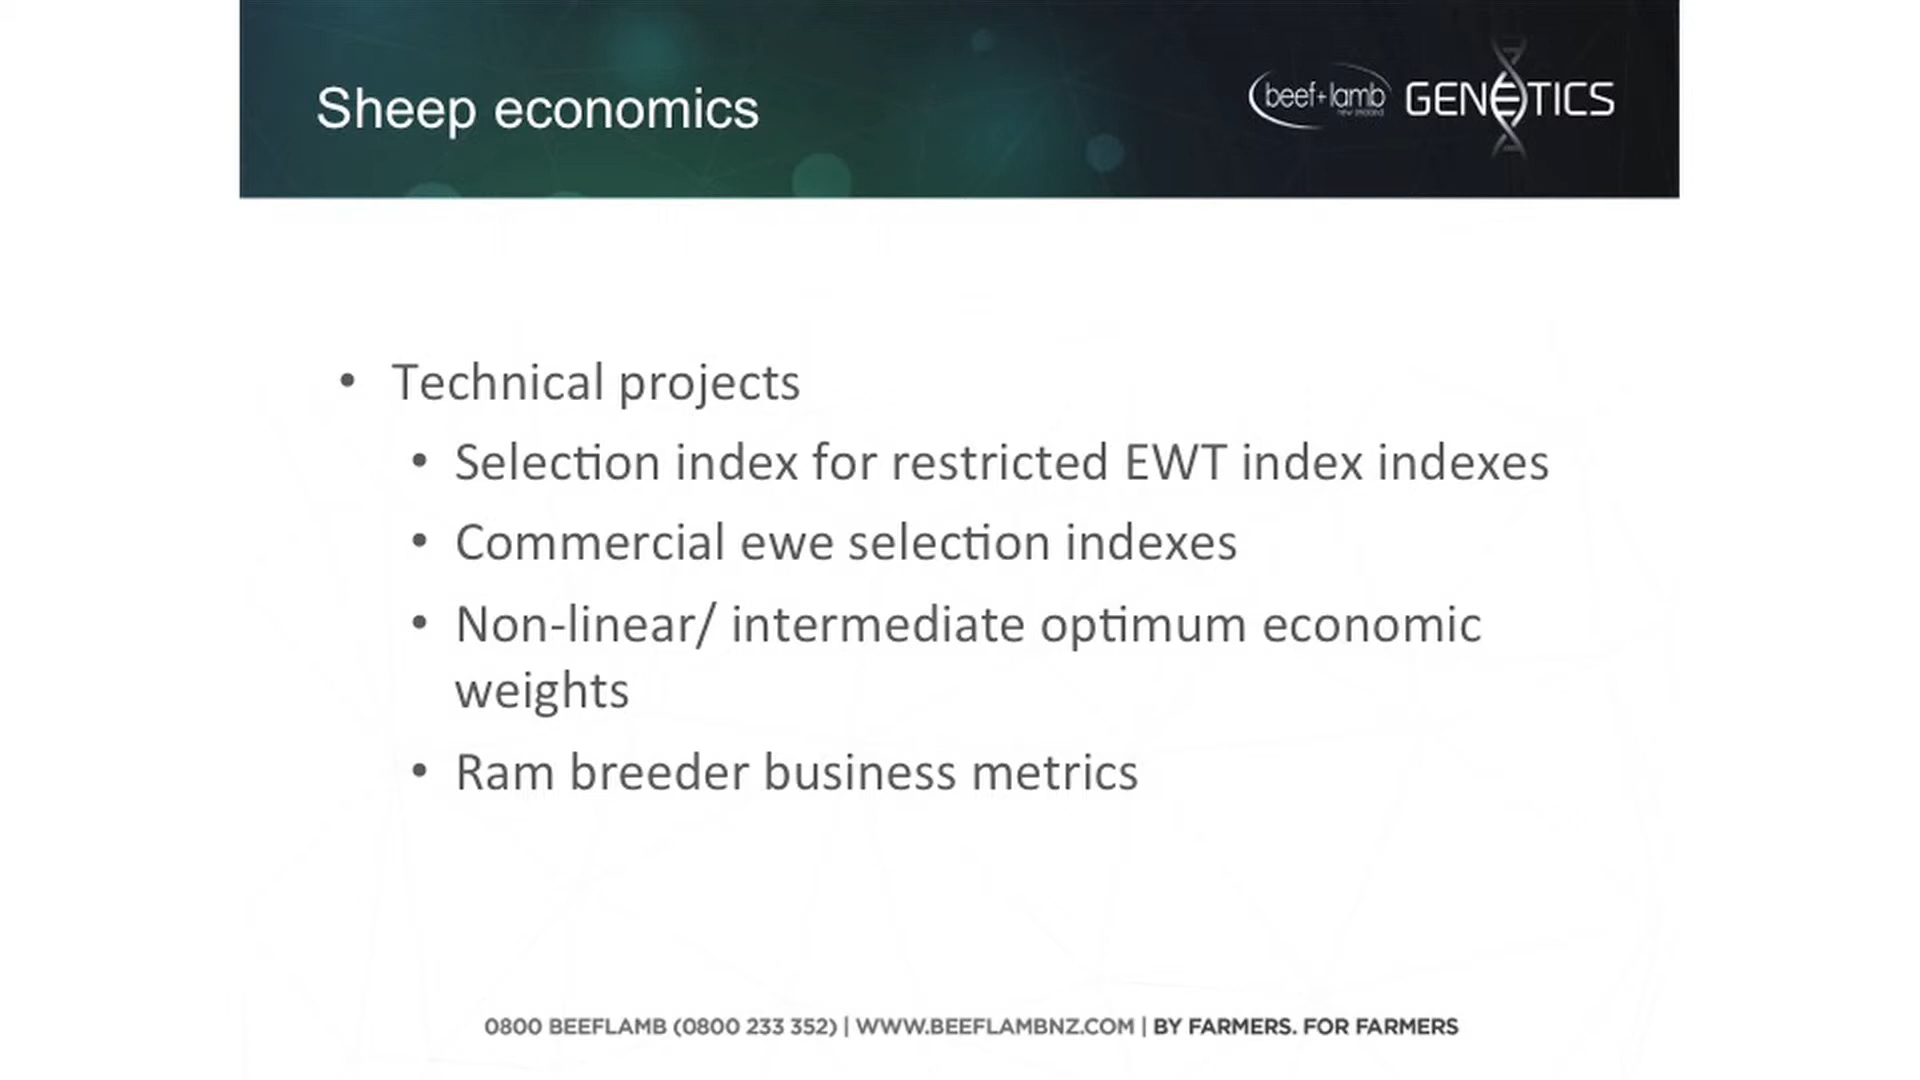 Sheep economics
beef+lamb
new zealand
GENETICS
• Technical projects
• Selection index for restricted EWT index indexes
• Commercial ewe selection indexes
• Non-linear/ intermediate optimum economic
weights
• Ram breeder business metrics
0800 BEEFLAMB (0800 233 352) | WWW.BEEFLAMBNZ.COM | BY FARMERS. FOR FARMERS